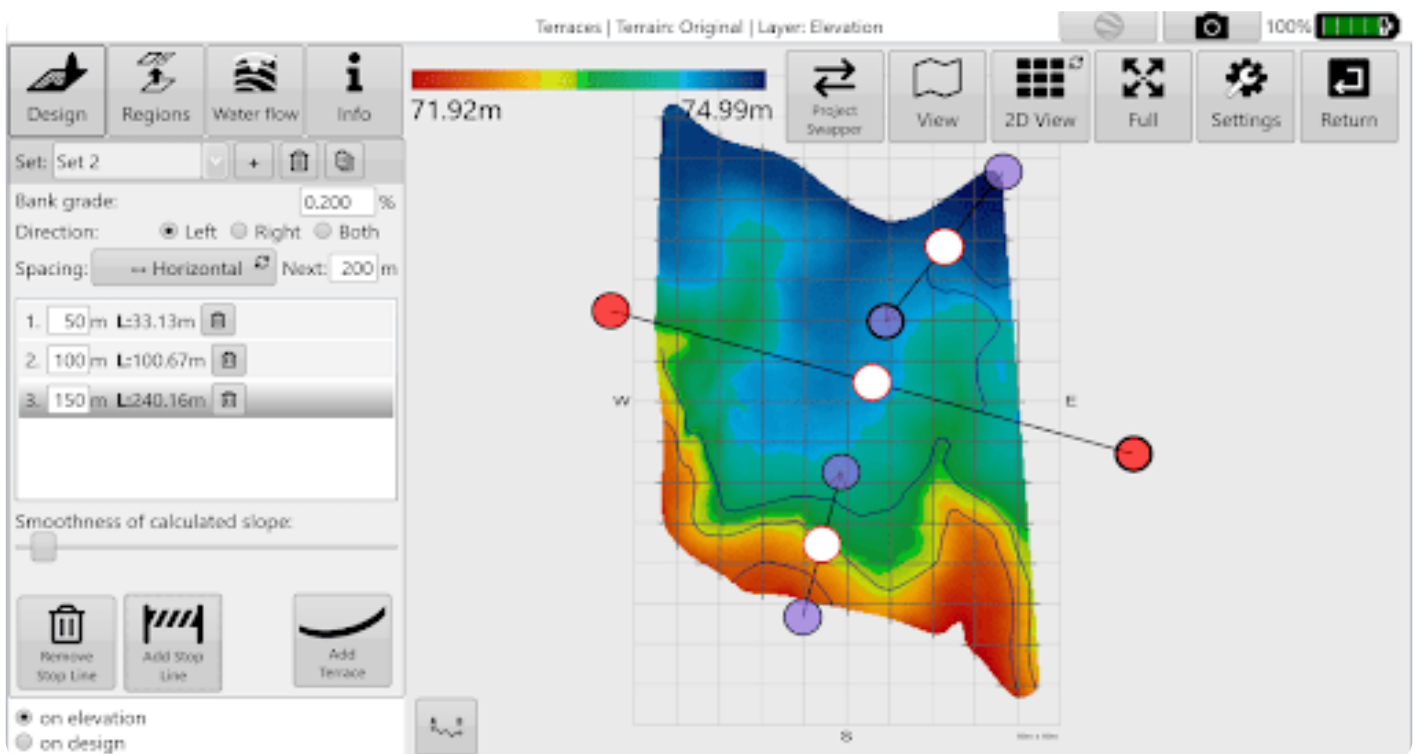 Terraces | Terrain: Original | Layer: Elevation
100%
Design
Regions
Water flow
Info
71.92m
74.99m
Project
Swapper
View
2D View
Full
Settings
Return
Set: Set 2
+
Bank grade: 0.200 %
Direction: Left Right Both
Spacing: Horizontal Next: 200 m
1. 50 m L:33.13m
2. 100 m L:100.67m
3. 150 m L:240.16m
W
E
Smoothness of calculated slope:
Remove
Stop Line
Add Stop
Line
Add
Terrace
on elevation
on design
S